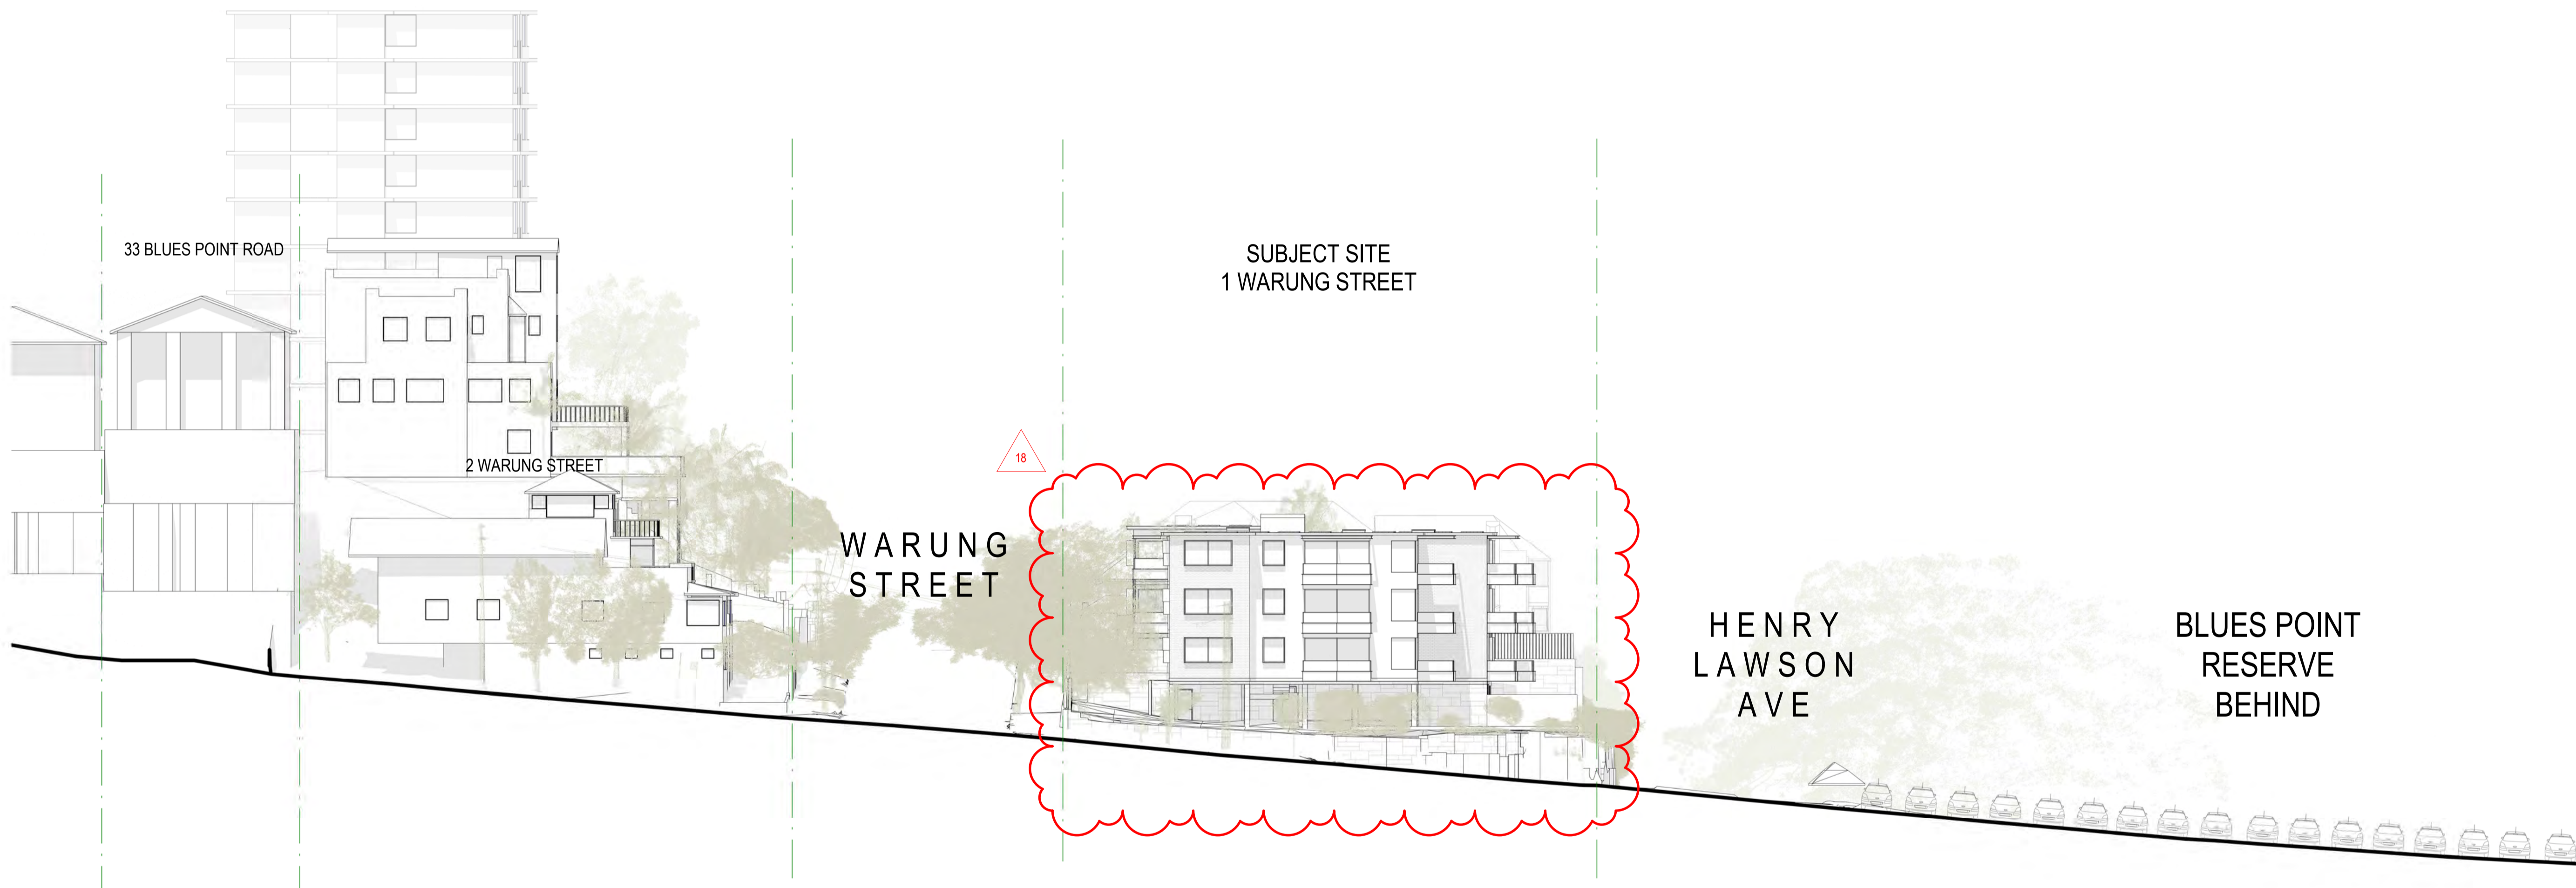 33 BLUES POINT ROAD
SUBJECT SITE
1 WARUNG STREET
2 WARUNG STREET
18
WARUNG
STREET
HENRY
LAWSON
AVE
BLUES POINT
RESERVE
BEHIND